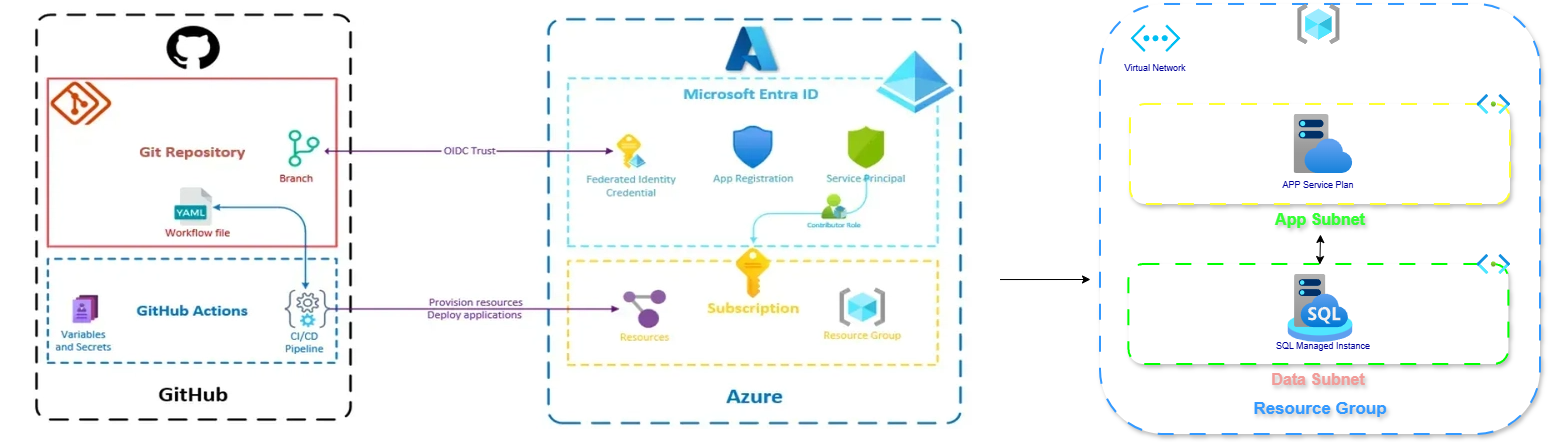 Git Repository
Branch
YAML
Workflow file
GitHub Actions
Variables
and Secrets
CI/CD
Pipeline
GitHub
OIDC Trust
Provision resources
Deploy applications
Microsoft Entra ID
Federated Identity
Credential
App Registration
Service Principal
Contributor Role
Subscription
Resources
Resource Group
Azure
Virtual Network
APP Service Plan
App Subnet
SQL
SQL Managed Instance
Data Subnet
Resource Group